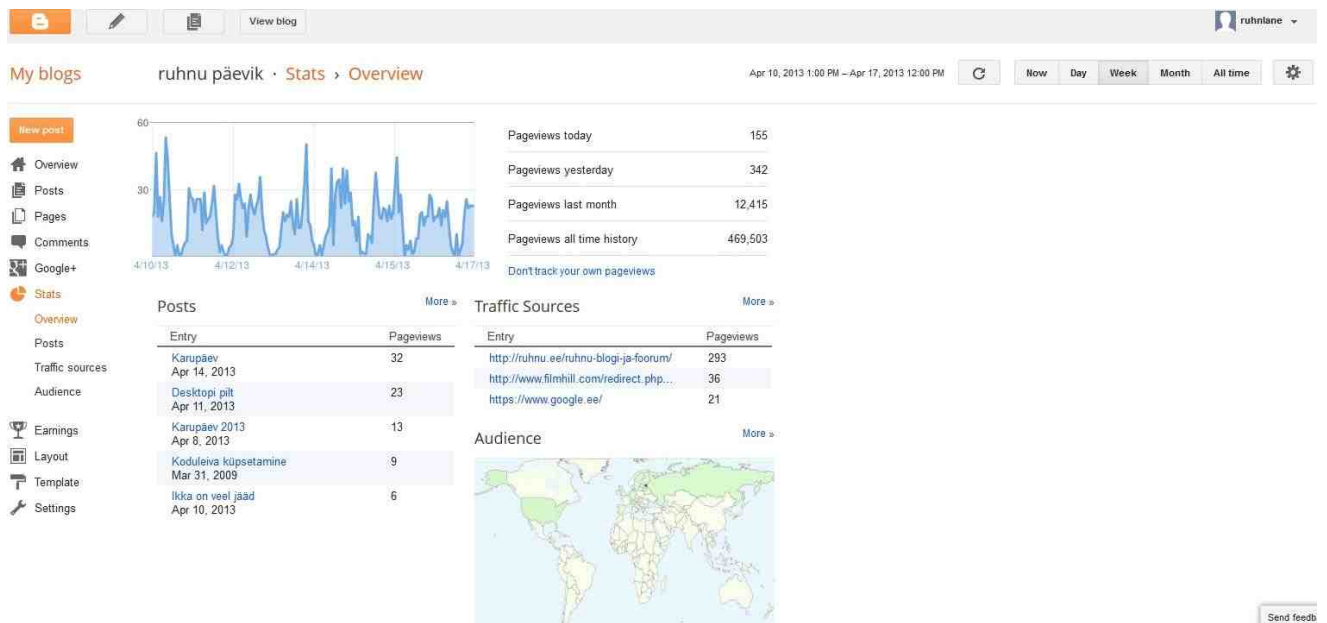 View blog
ruhnlane
My blogs
ruhnu päevik · Stats › Overview
Apr 10, 2013 1:00 PM – Apr 17, 2013 12:00 PM
Now Day Week Month All time
New post
Overview
Posts
Pages
Comments
Google+
Stats
Overview
Posts
Traffic sources
Audience
Earnings
Layout
Template
Settings
60
30
4/10/13 4/12/13 4/14/13 4/15/13 4/17/13
Pageviews today 155
Pageviews yesterday 342
Pageviews last month 12,415
Pageviews all time history 469,503
Don't track your own pageviews
Posts More »
Entry Pageviews
Karupäev 32
Apr 14, 2013
Desktopi pilt 23
Apr 11, 2013
Karupäev 2013 13
Apr 8, 2013
Koduleiva küpsetamine 9
Mar 31, 2009
Ikka on veel jääd 6
Apr 10, 2013
Traffic Sources More »
Entry Pageviews
http://ruhnu.ee/ruhnu-blogi-ja-foorum/ 293
http://www.filmhill.com/redirect.php... 36
https://www.google.ee/ 21
Audience More »
Send feedb